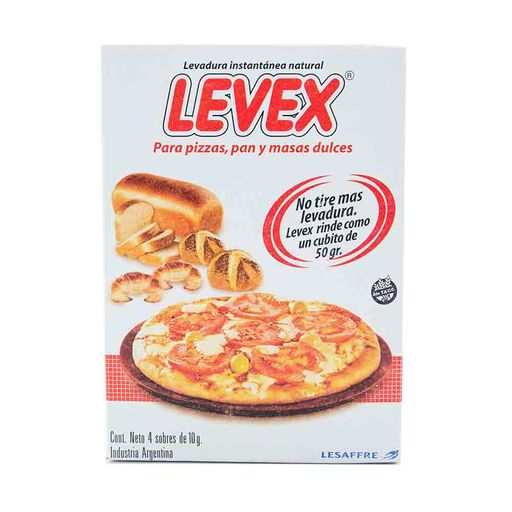 Levadura instantánea natural
LEVEX®
Para pizzas, pan y masas dulces
No tire mas
levadura.
Levex rinde como
un cubito de
50 gr.
Sin T.A.C.C.
Cont. Neto 4 sobres de 10g.
Industria Argentina
LESAFFRE